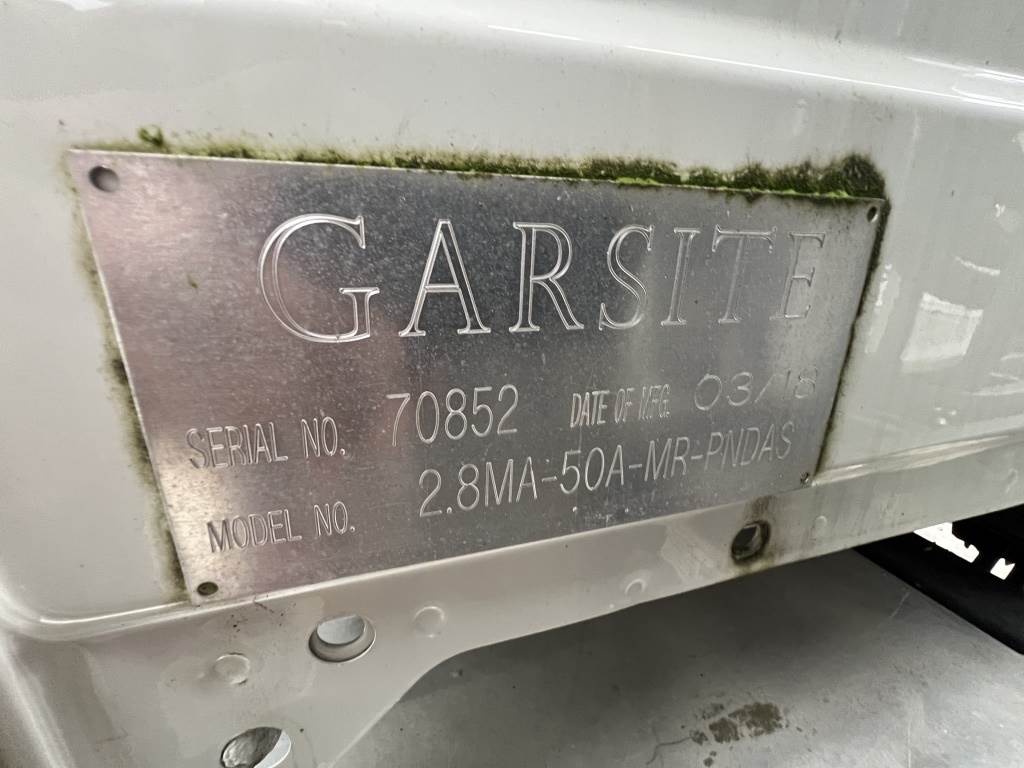 GARSITE
SERIAL NO. 70852 DATE OF MFG. 03/18
MODEL NO. 2.8MA-50A-MR-PNDAS